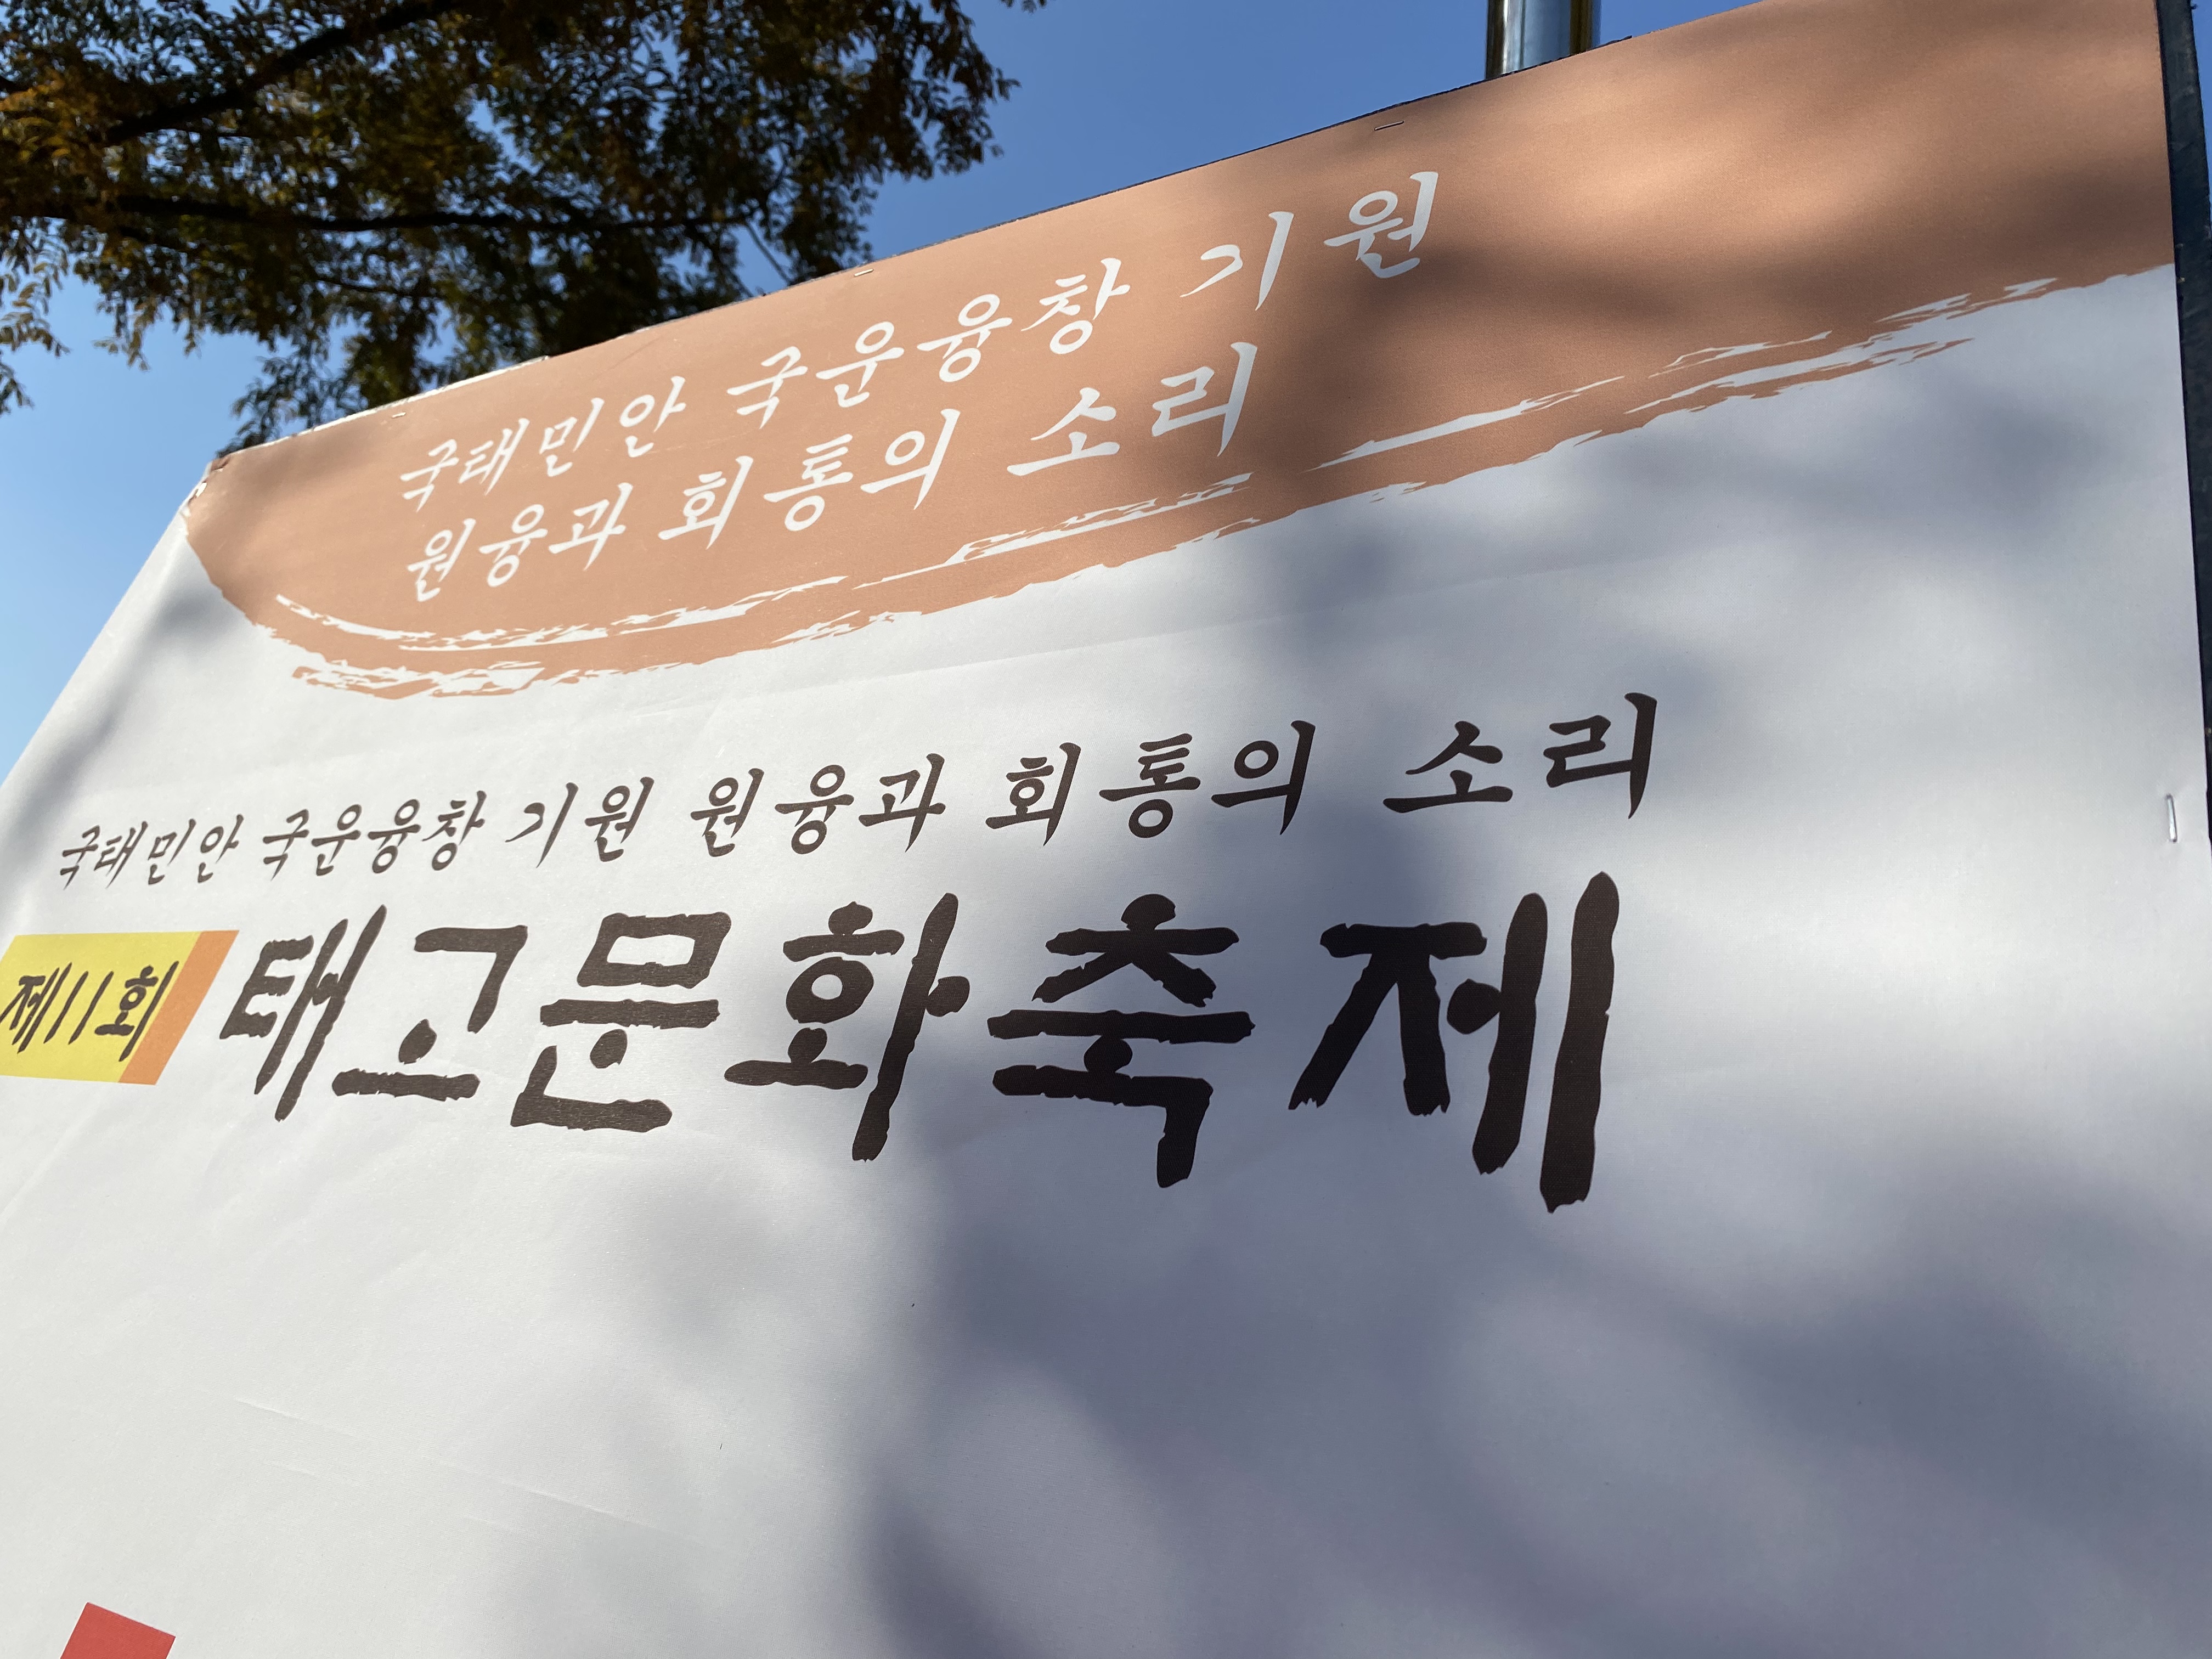 국태민안 국운융창 기원
원융과 회통의 소리
국태민안 국운융창 기원 원융과 회통의 소리
제11회 태고문화축제